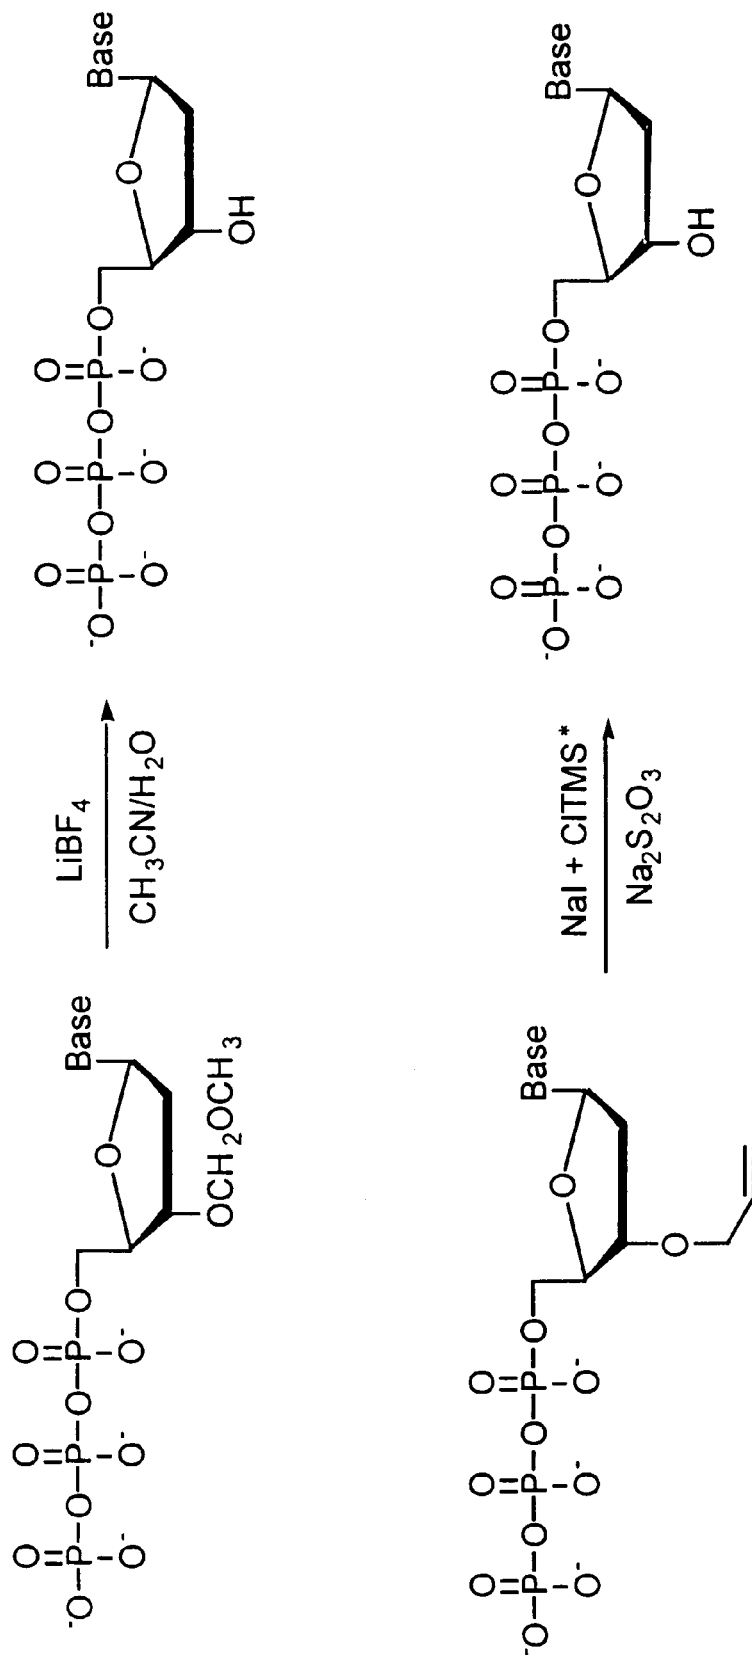 O O O
⁻O–P–O–P–O–P–O O Base
O⁻ O⁻ O⁻
OCH₂OCH₃
LiBF₄
CH₃CN/H₂O
O O O
⁻O–P–O–P–O–P–O O Base
O⁻ O⁻ O⁻
OH
O O O
⁻O–P–O–P–O–P–O O Base
O⁻ O⁻ O⁻
O
NaI + ClTMS*
Na₂S₂O₃
O O O
⁻O–P–O–P–O–P–O O Base
O⁻ O⁻ O⁻
OH